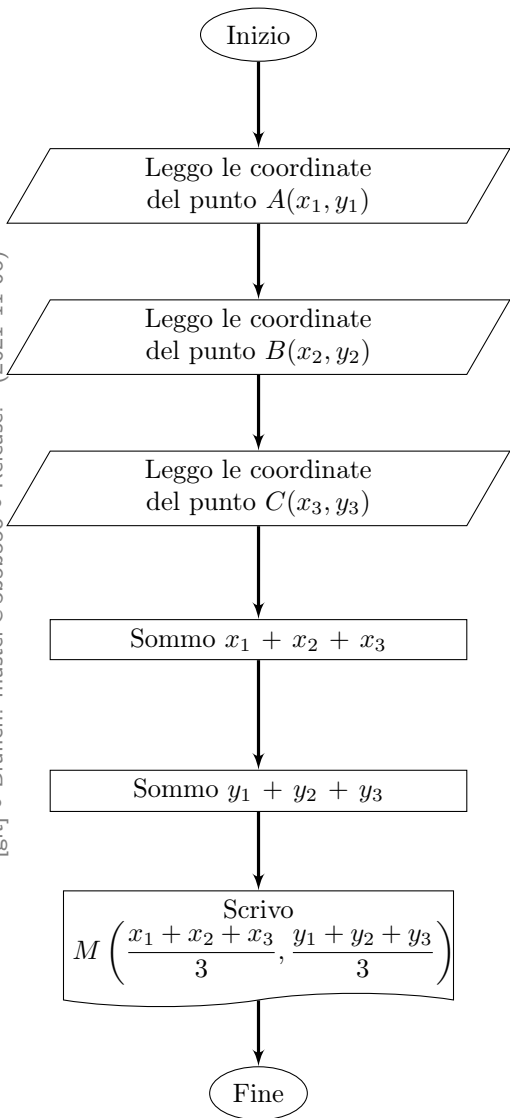 Inizio
Leggo le coordinate
del punto A(x₁, y₁)
Leggo le coordinate
del punto B(x₂, y₂)
Leggo le coordinate
del punto C(x₃, y₃)
Sommo x₁ + x₂ + x₃
Sommo y₁ + y₂ + y₃
Scrivo
M((x₁ + x₂ + x₃)/3, (y₁ + y₂ + y₃)/3)
Fine